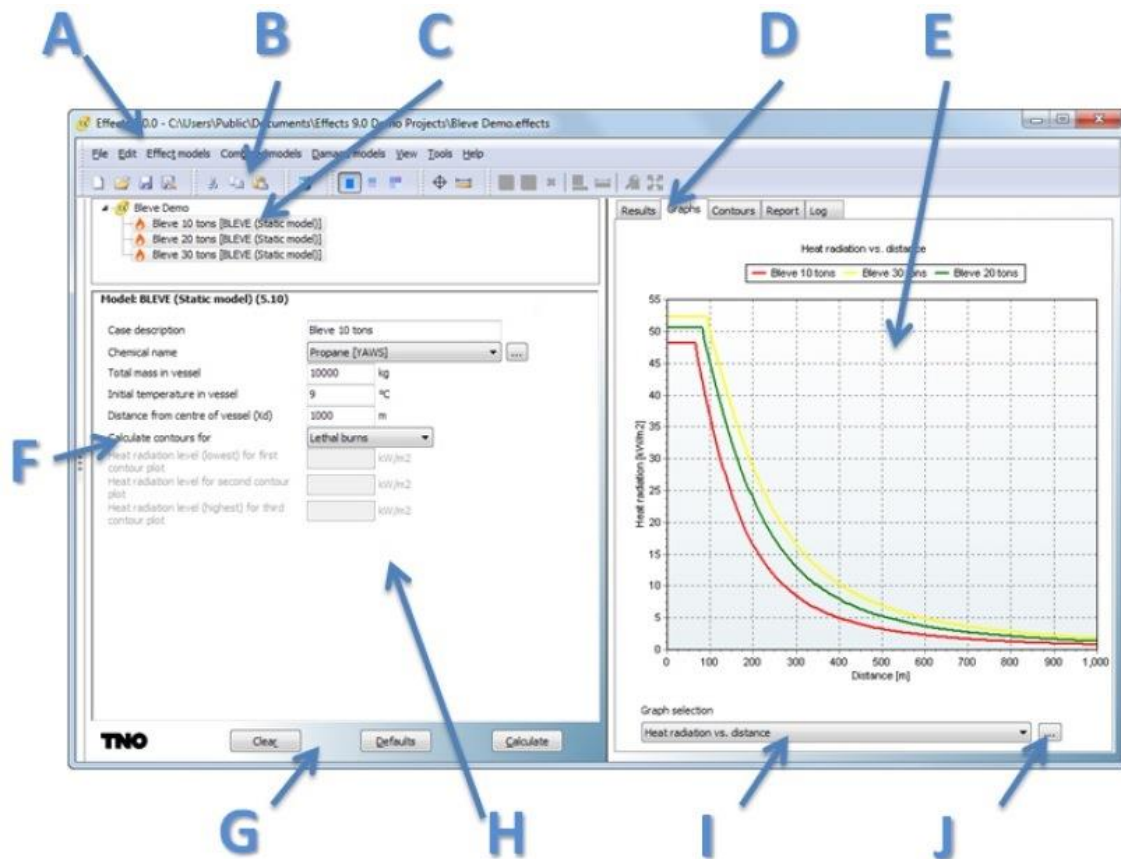 A B C D E
Effects 9.0.0 - C:\Users\Public\Documents\Effects 9.0 Demo Projects\Bleve Demo.effects
File Edit Effect models models Damage models View Tools Help
Bleve Demo
Bleve 10 tons [BLEVE (Static model)]
Bleve 20 tons [BLEVE (Static model)]
Bleve 30 tons [BLEVE (Static model)]
Model: BLEVE (Static model) (5.10)
Case description Bleve 10 tons
Chemical name Propane [YAWS] ...
Total mass in vessel 10000 kg
Initial temperature in vessel 9 °C
Distance from centre of vessel (Xd) 1000 m
Calculate contours for Lethal burns
Heat radiation level (lowest) for first
contour plot kW/m2
Heat radiation level for second contour
plot kW/m2
Heat radiation level (highest) for third
contour plot kW/m2
TNO Clear Defaults Calculate
Results Graphs Contours Report Log
Heat radiation vs. distance
Bleve 10 tons Bleve 30 tons Bleve 20 tons
Heat radiation [kW/m2]
55
50
45
40
35
30
25
20
15
10
5
0
0 100 200 300 400 500 600 700 800 900 1,000
Distance [m]
Graph selection
Heat radiation vs. distance ...
F
G H I J